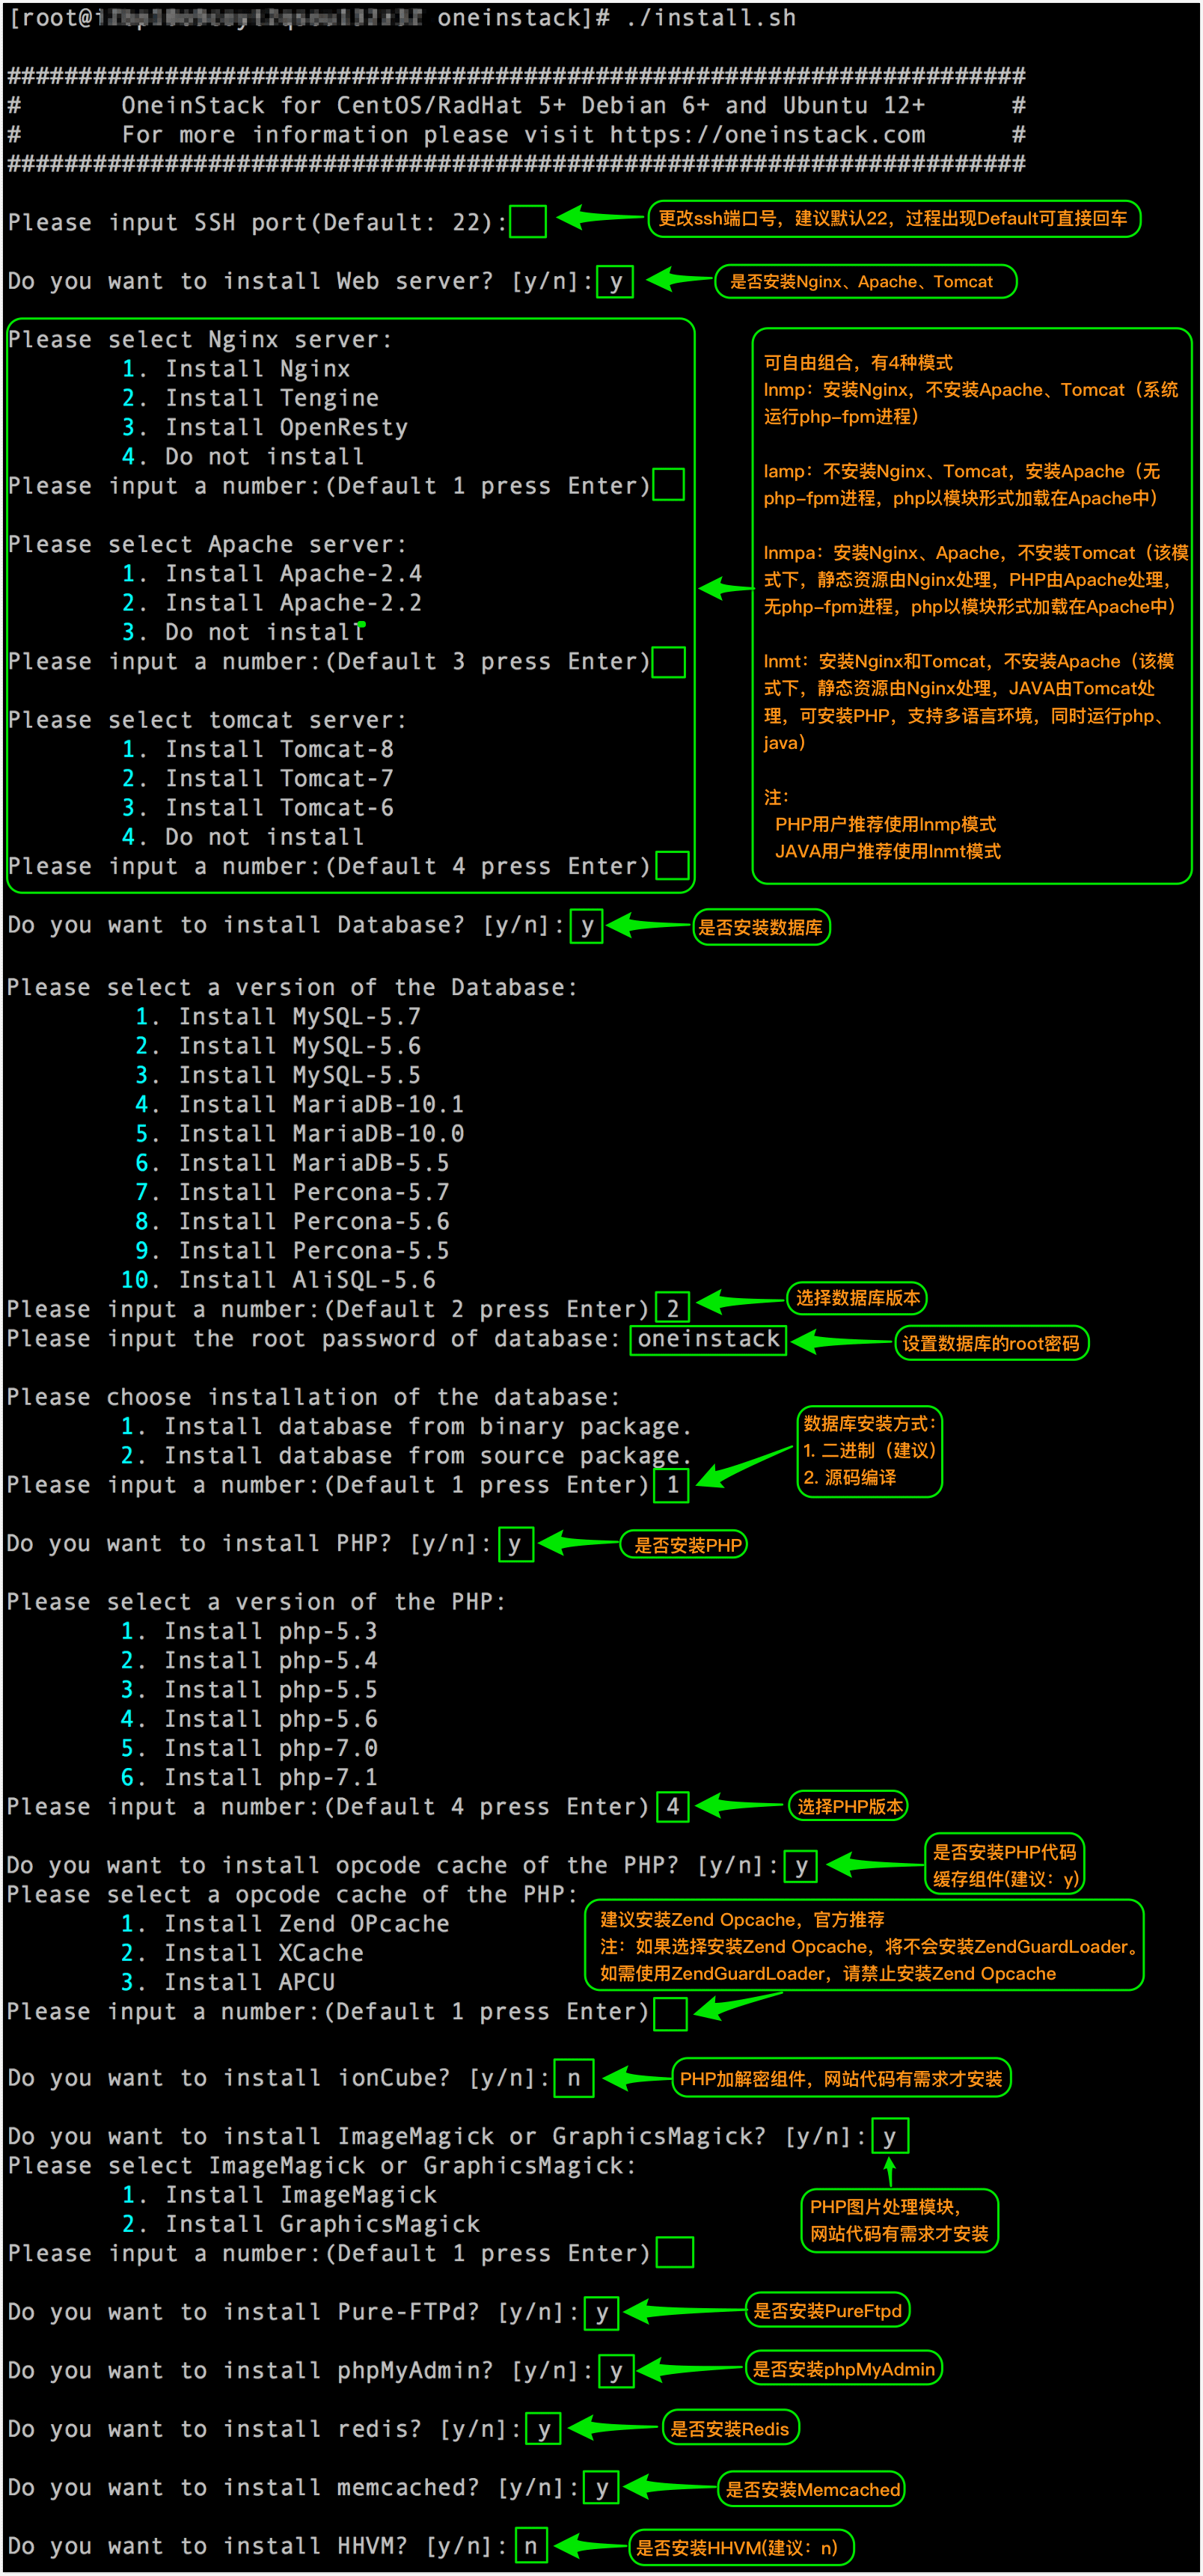 [root@ oneinstack]# ./install.sh
#######################################################################
# OneinStack for CentOS/RadHat 5+ Debian 6+ and Ubuntu 12+ #
# For more information please visit https://oneinstack.com #
#######################################################################
Please input SSH port(Default: 22):
更改ssh端口号，建议默认22，过程出现Default可直接回车
Do you want to install Web server? [y/n]: y
是否安装Nginx、Apache、Tomcat
Please select Nginx server:
1. Install Nginx
2. Install Tengine
3. Install OpenResty
4. Do not install
Please input a number:(Default 1 press Enter)
Please select Apache server:
1. Install Apache-2.4
2. Install Apache-2.2
3. Do not install
Please input a number:(Default 3 press Enter)
Please select tomcat server:
1. Install Tomcat-8
2. Install Tomcat-7
3. Install Tomcat-6
4. Do not install
Please input a number:(Default 4 press Enter)
可自由组合，有4种模式
lnmp：安装Nginx，不安装Apache、Tomcat（系统
运行php-fpm进程）
lamp：不安装Nginx、Tomcat，安装Apache（无
php-fpm进程，php以模块形式加载在Apache中）
lnmpa：安装Nginx、Apache，不安装Tomcat（该模
式下，静态资源由Nginx处理，PHP由Apache处理，
无php-fpm进程，php以模块形式加载在Apache中）
lnmt：安装Nginx和Tomcat，不安装Apache（该模
式下，静态资源由Nginx处理，JAVA由Tomcat处
理，可安装PHP，支持多语言环境，同时运行php、
java）
注：
PHP用户推荐使用lnmp模式
JAVA用户推荐使用lnmt模式
Do you want to install Database? [y/n]: y
是否安装数据库
Please select a version of the Database:
1. Install MySQL-5.7
2. Install MySQL-5.6
3. Install MySQL-5.5
4. Install MariaDB-10.1
5. Install MariaDB-10.0
6. Install MariaDB-5.5
7. Install Percona-5.7
8. Install Percona-5.6
9. Install Percona-5.5
10. Install AliSQL-5.6
Please input a number:(Default 2 press Enter) 2
选择数据库版本
Please input the root password of database: oneinstack
设置数据库的root密码
Please choose installation of the database:
1. Install database from binary package.
2. Install database from source package.
Please input a number:(Default 1 press Enter) 1
数据库安装方式：
1. 二进制（建议）
2. 源码编译
Do you want to install PHP? [y/n]: y
是否安装PHP
Please select a version of the PHP:
1. Install php-5.3
2. Install php-5.4
3. Install php-5.5
4. Install php-5.6
5. Install php-7.0
6. Install php-7.1
Please input a number:(Default 4 press Enter) 4
选择PHP版本
Do you want to install opcode cache of the PHP? [y/n]: y
是否安装PHP代码
缓存组件(建议：y)
Please select a opcode cache of the PHP:
1. Install Zend OPcache
2. Install XCache
3. Install APCU
Please input a number:(Default 1 press Enter)
建议安装Zend Opcache，官方推荐
注：如果选择安装Zend Opcache，将不会安装ZendGuardLoader。
如需使用ZendGuardLoader，请禁止安装Zend Opcache
Do you want to install ionCube? [y/n]: n
PHP加解密组件，网站代码有需求才安装
Do you want to install ImageMagick or GraphicsMagick? [y/n]: y
Please select ImageMagick or GraphicsMagick:
1. Install ImageMagick
2. Install GraphicsMagick
Please input a number:(Default 1 press Enter)
PHP图片处理模块，
网站代码有需求才安装
Do you want to install Pure-FTPd? [y/n]: y
是否安装PureFtpd
Do you want to install phpMyAdmin? [y/n]: y
是否安装phpMyAdmin
Do you want to install redis? [y/n]: y
是否安装Redis
Do you want to install memcached? [y/n]: y
是否安装Memcached
Do you want to install HHVM? [y/n]: n
是否安装HHVM(建议：n)